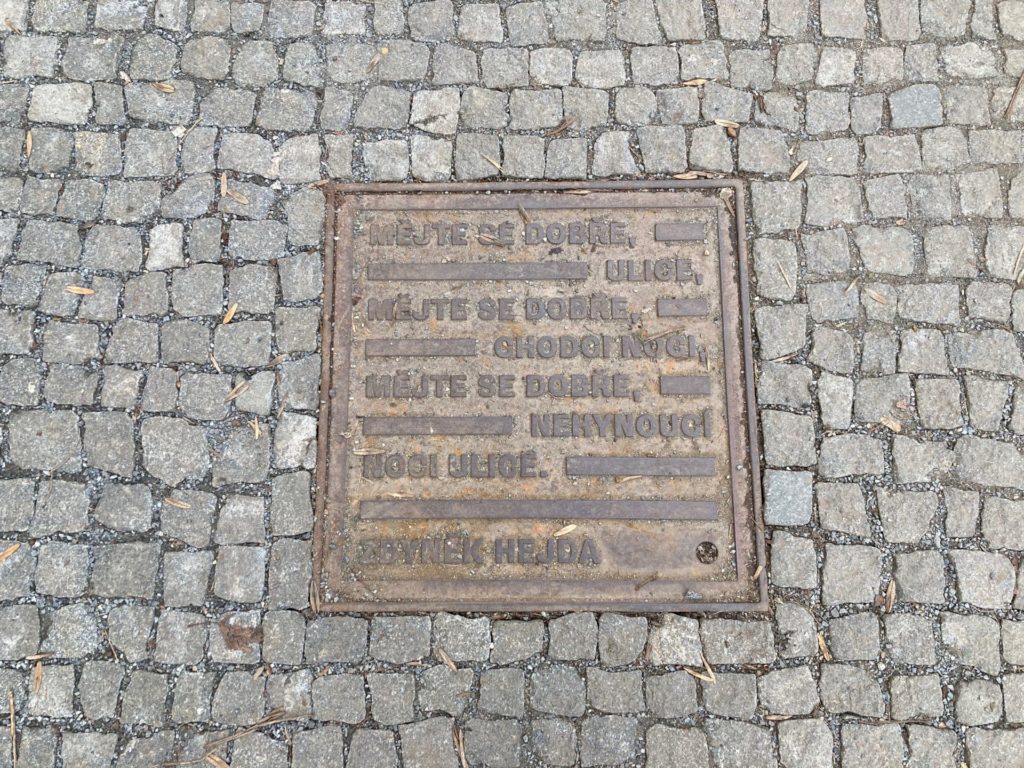 MĚJTE SE DOBŘE,
ULICE,
MĚJTE SE DOBŘE,
CHODCI NOCI,
MĚJTE SE DOBŘE,
NEHYNOUCÍ
NOCI ULICE.
ZBYNĚK HEJDA